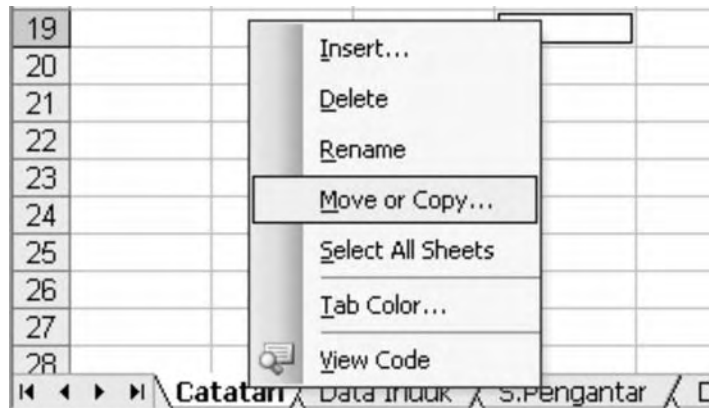 19
Insert...
20
21
Delete
22
Rename
23
Move or Copy...
24
25
Select All Sheets
26
Tab Color...
27
28
View Code
Catatan Data Induk S.Pengantar D